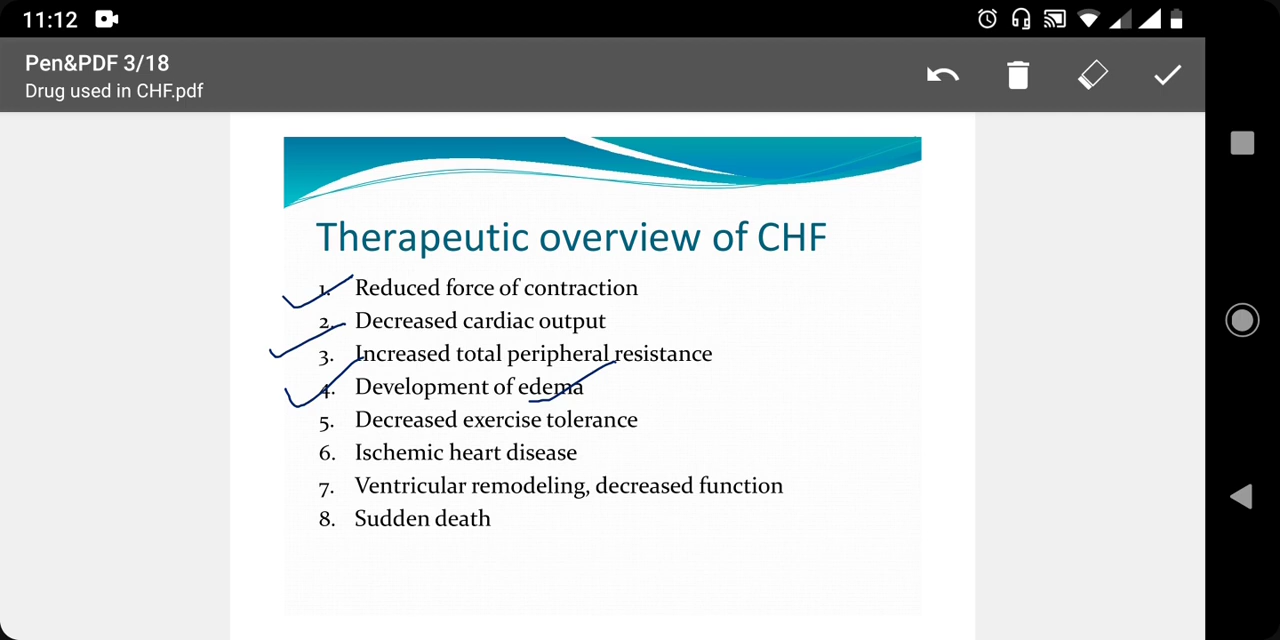 11:12
Pen&PDF 3/18
Drug used in CHF.pdf
Therapeutic overview of CHF
1. Reduced force of contraction
2. Decreased cardiac output
3. Increased total peripheral resistance
4. Development of edema
5. Decreased exercise tolerance
6. Ischemic heart disease
7. Ventricular remodeling, decreased function
8. Sudden death